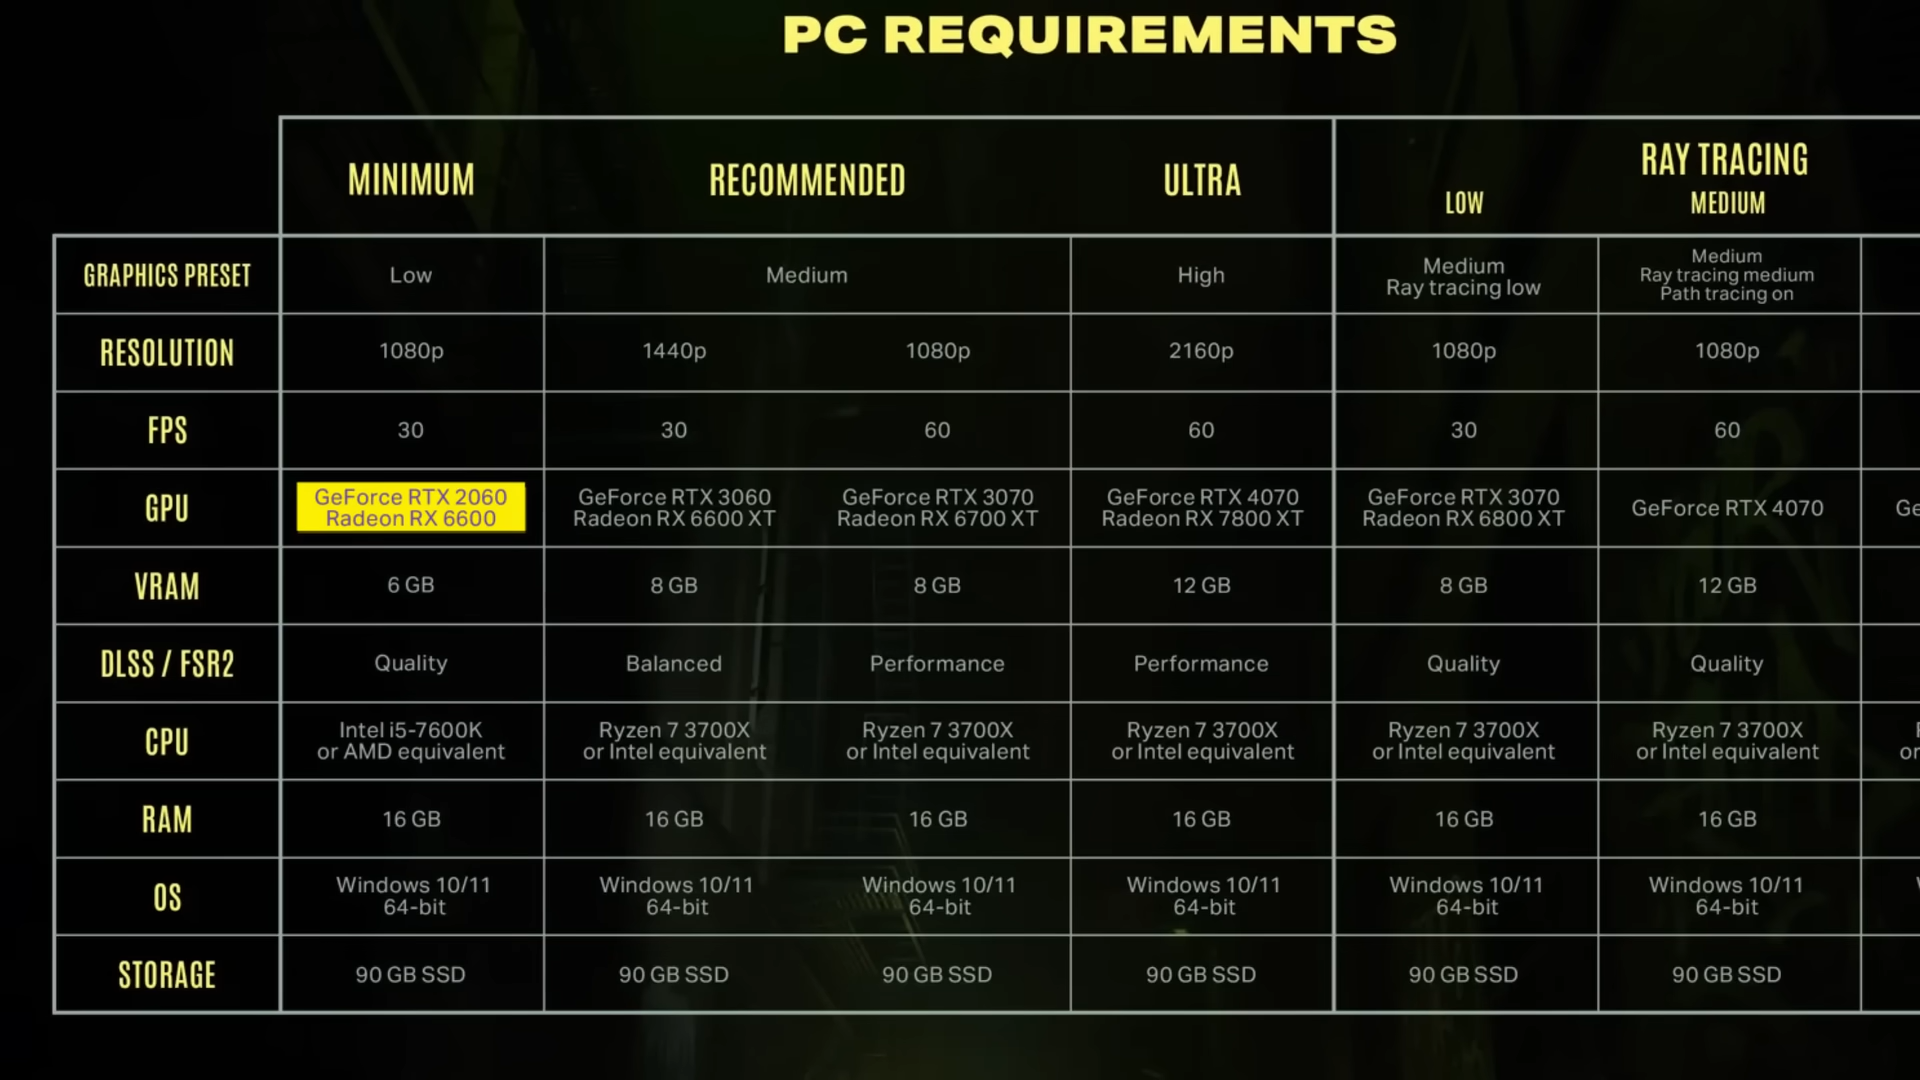 PC REQUIREMENTS
MINIMUM RECOMMENDED ULTRA RAY TRACING
LOW MEDIUM
GRAPHICS PRESET Low Medium High Medium Ray tracing low Medium Ray tracing medium Path tracing on
RESOLUTION 1080p 1440p 1080p 2160p 1080p 1080p
FPS 30 30 60 60 30 60
GPU GeForce RTX 2060 Radeon RX 6600 GeForce RTX 3060 Radeon RX 6600 XT GeForce RTX 3070 Radeon RX 6700 XT GeForce RTX 4070 Radeon RX 7800 XT GeForce RTX 3070 Radeon RX 6800 XT GeForce RTX 4070 Ge
VRAM 6 GB 8 GB 8 GB 12 GB 8 GB 12 GB
DLSS / FSR2 Quality Balanced Performance Performance Quality Quality
CPU Intel i5-7600K or AMD equivalent Ryzen 7 3700X or Intel equivalent Ryzen 7 3700X or Intel equivalent Ryzen 7 3700X or Intel equivalent Ryzen 7 3700X or Intel equivalent Ryzen 7 3700X or Intel equivalent or
RAM 16 GB 16 GB 16 GB 16 GB 16 GB 16 GB
OS Windows 10/11 64-bit Windows 10/11 64-bit Windows 10/11 64-bit Windows 10/11 64-bit Windows 10/11 64-bit Windows 10/11 64-bit
STORAGE 90 GB SSD 90 GB SSD 90 GB SSD 90 GB SSD 90 GB SSD 90 GB SSD